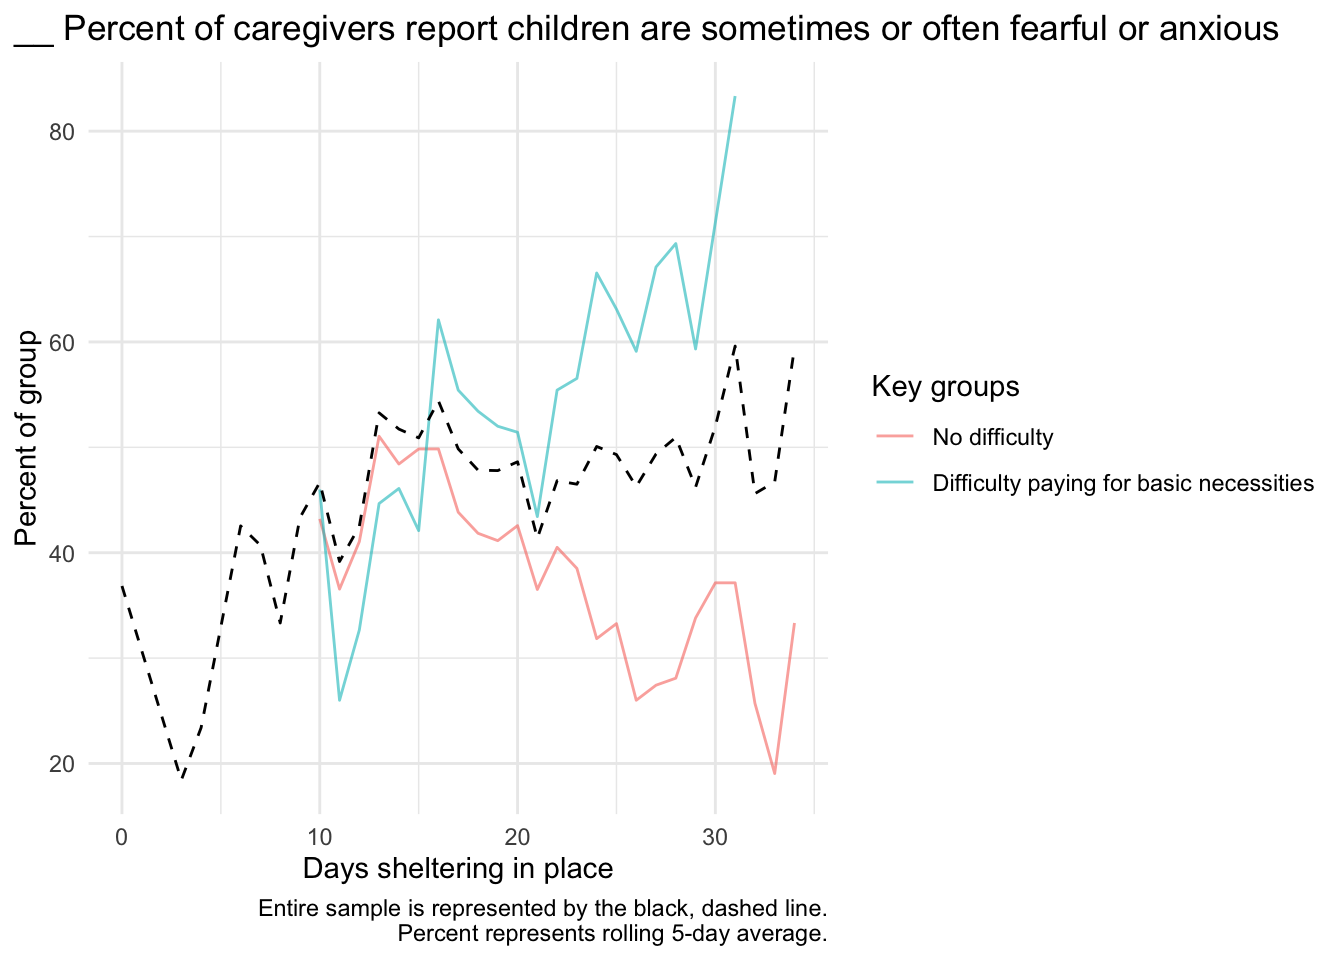 __ Percent of caregivers report children are sometimes or often fearful or anxious
Percent of group
80
60
40
20
0 10 20 30
Days sheltering in place
Entire sample is represented by the black, dashed line.
Percent represents rolling 5-day average.
Key groups
No difficulty
Difficulty paying for basic necessities